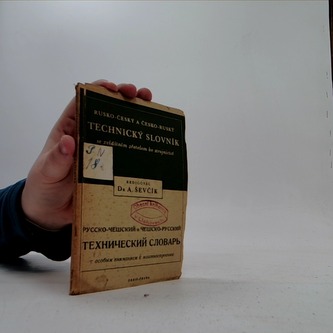 RUSKO-ČESKÝ A ČESKO-RUSKÝ
TECHNICKÝ SLOVNÍK
se zvláštním zřetelem ke strojnictví
REDIGOVAL
Dr A. ŠEVČÍK
РУССКО-ЧЕШСКИЙ и ЧЕШСКО-РУССКИЙ
ТЕХНИЧЕСКИЙ СЛОВАРЬ
с особым вниманием к машиностроению